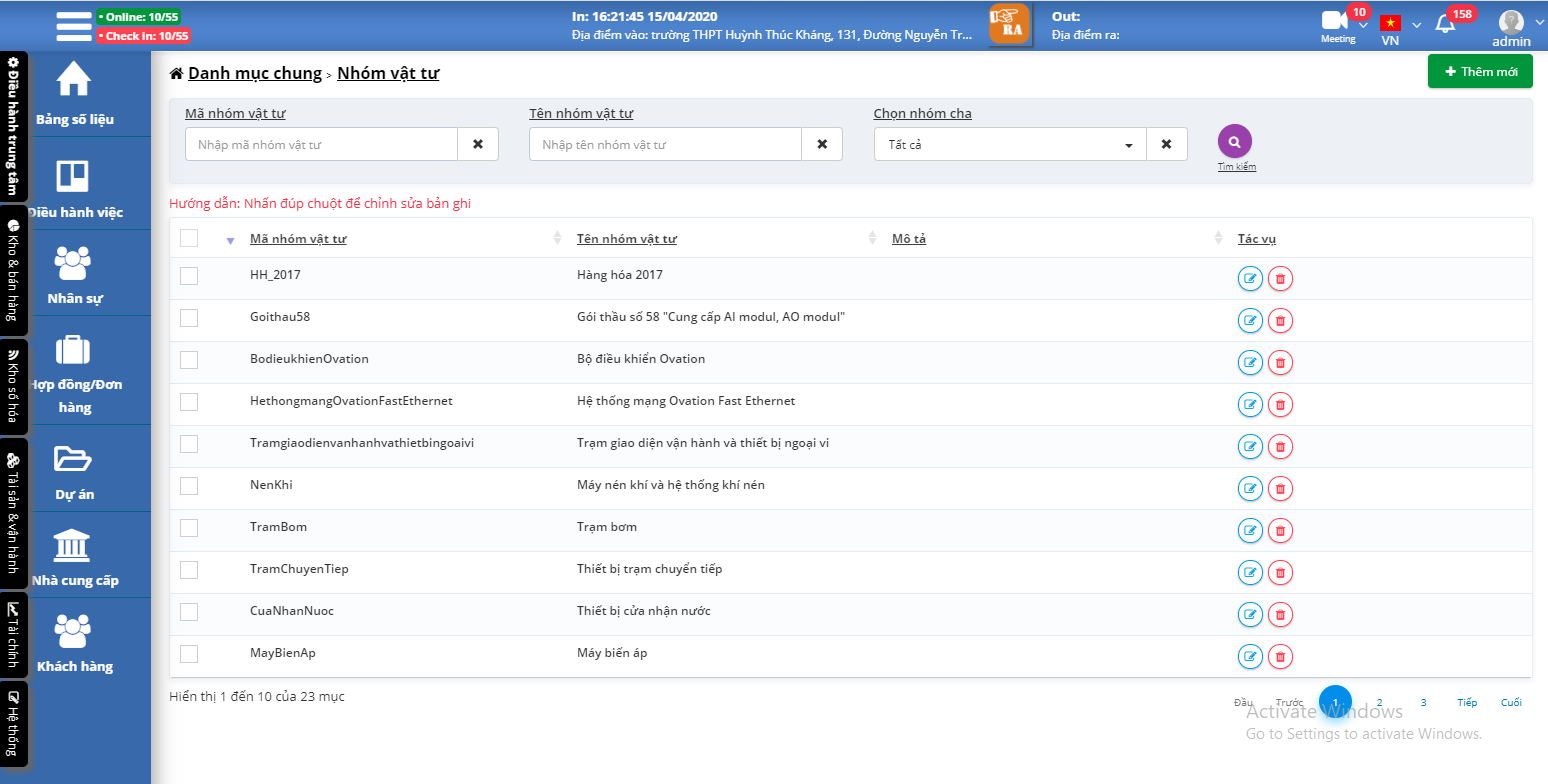 • Online: 10/55
• Check in: 10/55
In: 16:21:45 15/04/2020
Địa điểm vào: trường THPT Huỳnh Thúc Kháng, 131, Đường Nguyễn Tr...
RA
Out:
Địa điểm ra:
10
Meeting
VN
158
admin
Điều hành trung tâm
Kho & bán hàng
Kho số hóa
Tài sản & vận hành
Tài chính
Hệ thống
Bảng số liệu
Điều hành việc
Nhân sự
Hợp đồng/Đơn
hàng
Dự án
Nhà cung cấp
Khách hàng
Danh mục chung > Nhóm vật tư
Thêm mới
Mã nhóm vật tư
Tên nhóm vật tư
Chọn nhóm cha
Nhập mã nhóm vật tư
Nhập tên nhóm vật tư
Tất cả
Tìm kiếm
Hướng dẫn: Nhấn đúp chuột để chỉnh sửa bản ghi
Mã nhóm vật tư Tên nhóm vật tư Mô tả Tác vụ
HH_2017 Hàng hóa 2017
Goithau58 Gói thầu số 58 "Cung cấp AI modul, AO modul"
BodieukhienOvation Bộ điều khiển Ovation
HethongmangOvationFastEthernet Hệ thống mạng Ovation Fast Ethernet
Tramgiaodienvanhanhvathietbingoaivi Trạm giao diện vận hành và thiết bị ngoại vi
NenKhi Máy nén khí và hệ thống khí nén
TramBom Trạm bơm
TramChuyenTiep Thiết bị trạm chuyển tiếp
CuaNhanNuoc Thiết bị cửa nhận nước
MayBienAp Máy biến áp
Hiển thị 1 đến 10 của 23 mục
Đầu Trước 1 2 3 Tiếp Cuối
Activate Windows
Go to Settings to activate Windows.